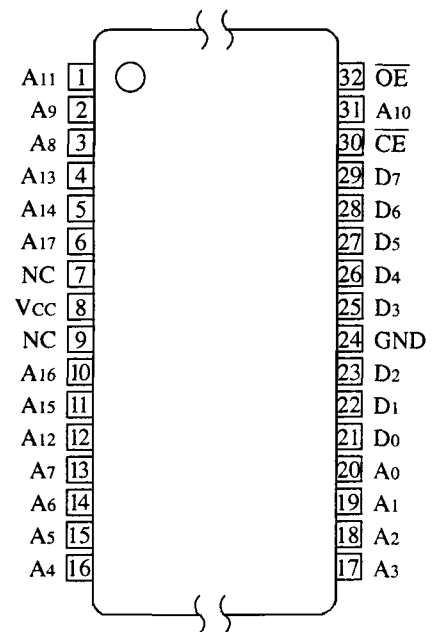 A11 1 32 O̅E̅
A9 2 31 A10
A8 3 30 C̅E̅
A13 4 29 D7
A14 5 28 D6
A17 6 27 D5
NC 7 26 D4
VCC 8 25 D3
NC 9 24 GND
A16 10 23 D2
A15 11 22 D1
A12 12 21 D0
A7 13 20 A0
A6 14 19 A1
A5 15 18 A2
A4 16 17 A3